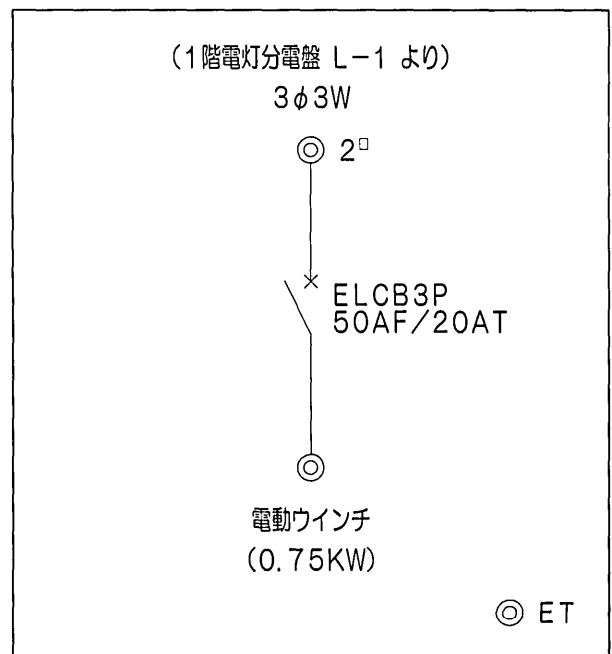 (1階電灯分電盤 L-1 より)
3φ3W
2□
ELCB3P
50AF/20AT
電動ウインチ
(0.75KW)
ET